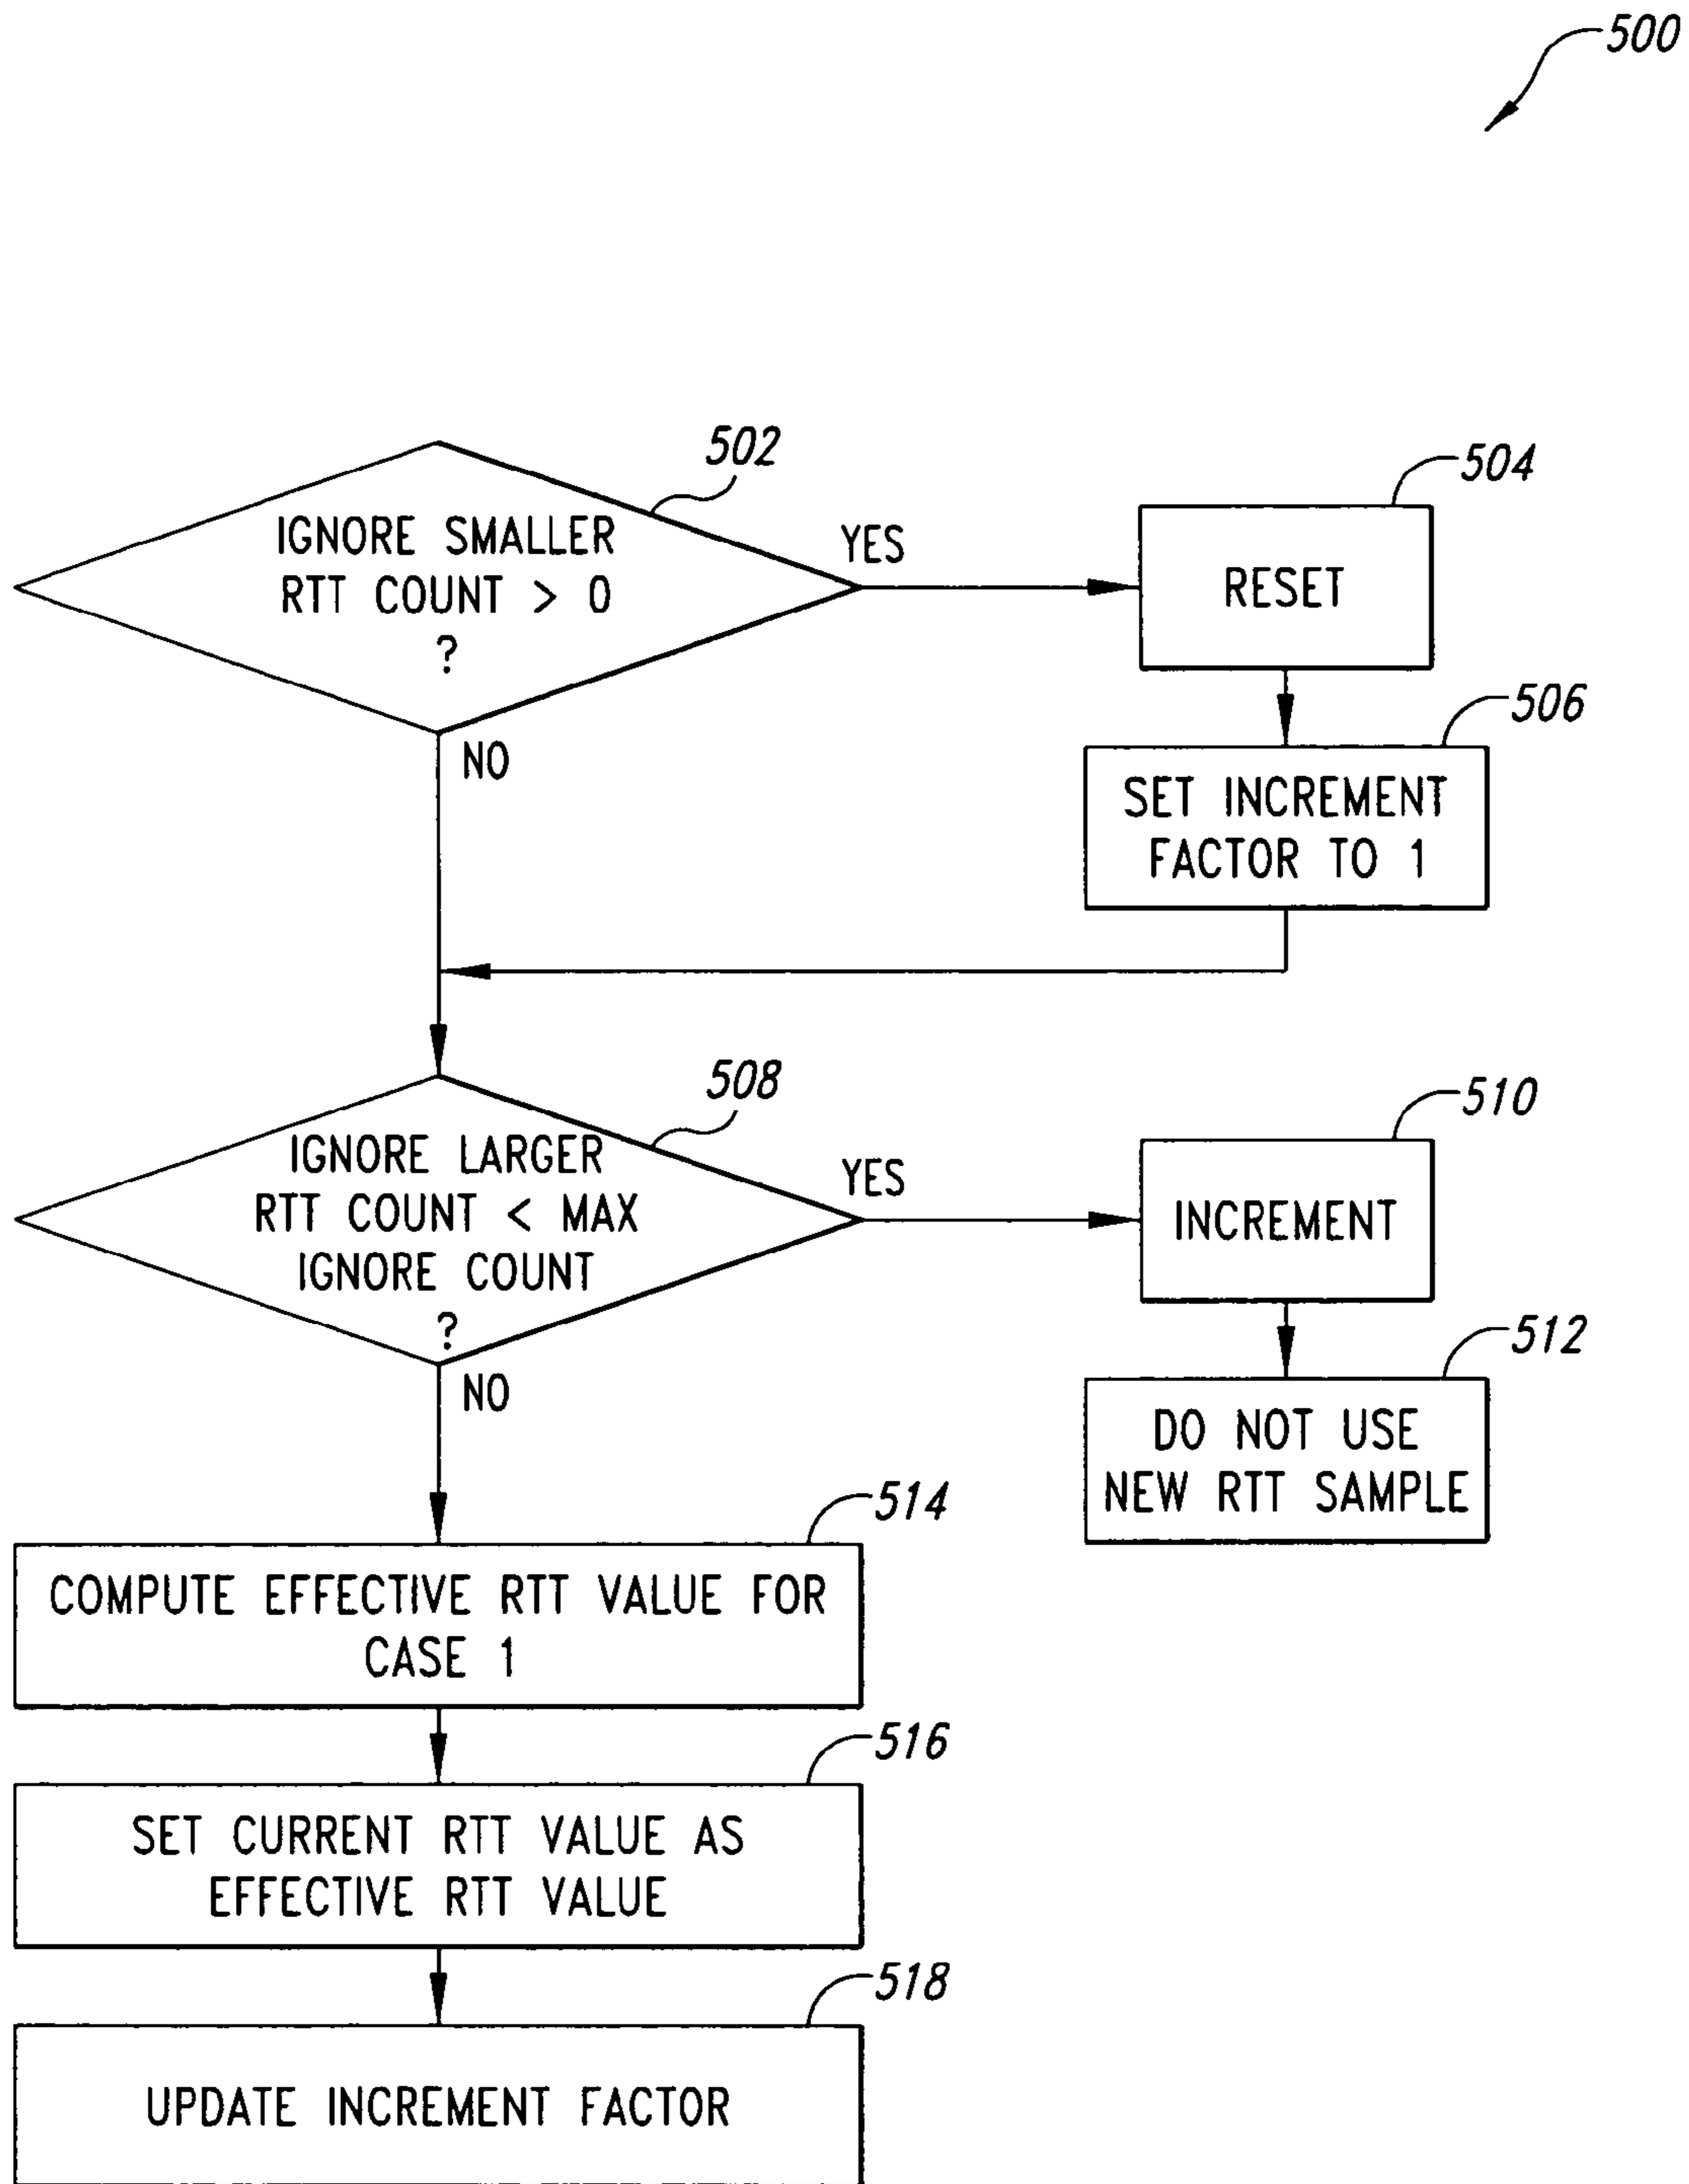 500
502
IGNORE SMALLER
RTT COUNT > 0
?
YES
NO
504
RESET
506
SET INCREMENT
FACTOR TO 1
508
IGNORE LARGER
RTT COUNT < MAX
IGNORE COUNT
?
YES
NO
510
INCREMENT
512
DO NOT USE
NEW RTT SAMPLE
514
COMPUTE EFFECTIVE RTT VALUE FOR
CASE 1
516
SET CURRENT RTT VALUE AS
EFFECTIVE RTT VALUE
518
UPDATE INCREMENT FACTOR